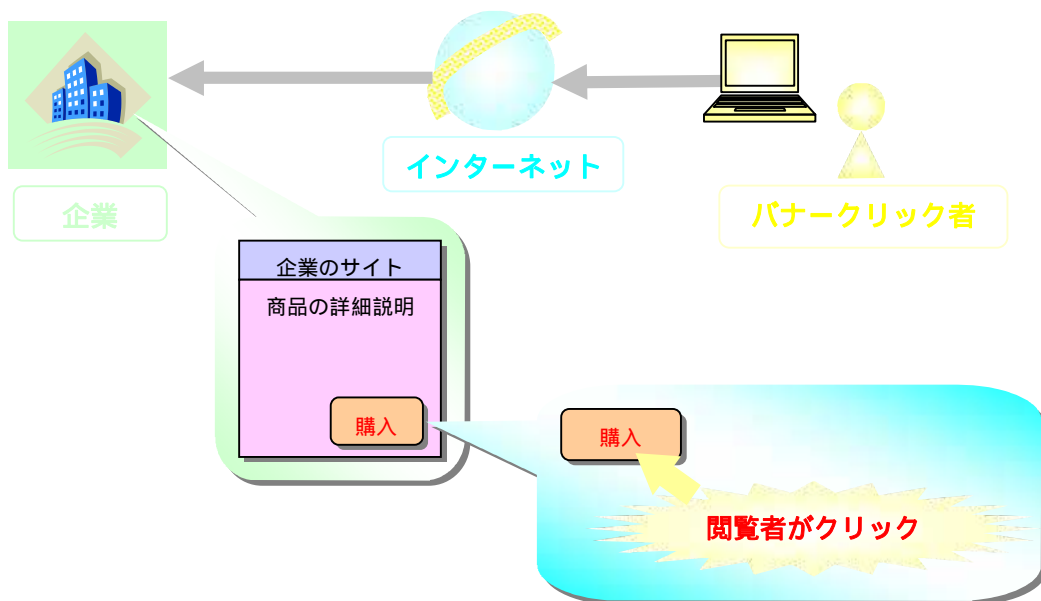 インターネット
企業
バナークリック者
企業のサイト
商品の詳細説明
購入
購入
閲覧者がクリック